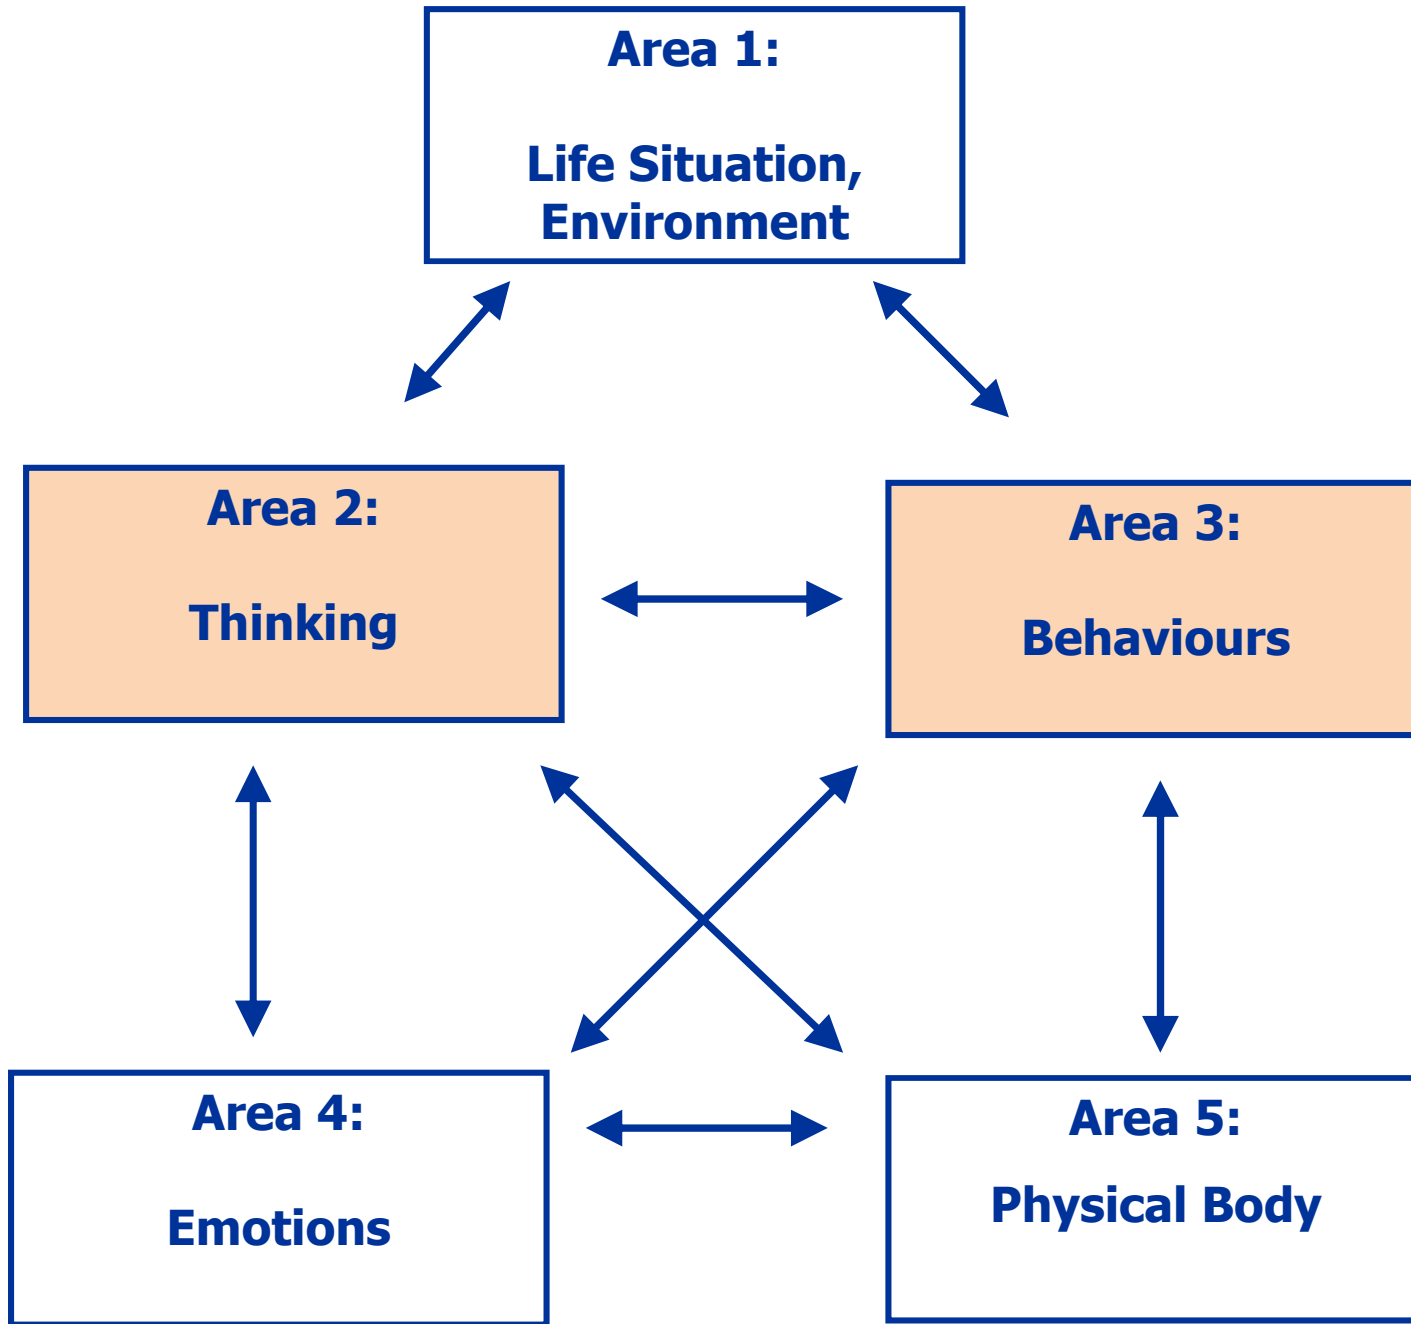 Area 1:
Life Situation,
Environment
Area 2:
Thinking
Area 3:
Behaviours
Area 4:
Emotions
Area 5:
Physical Body